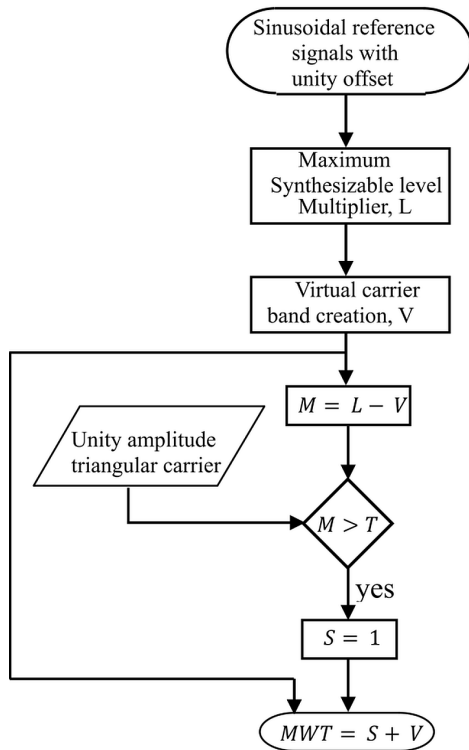 Sinusoidal reference
signals with
unity offset
Maximum
Synthesizable level
Multiplier, L
Virtual carrier
band creation, V
M = L − V
Unity amplitude
triangular carrier
M > T
yes
S = 1
MWT = S + V